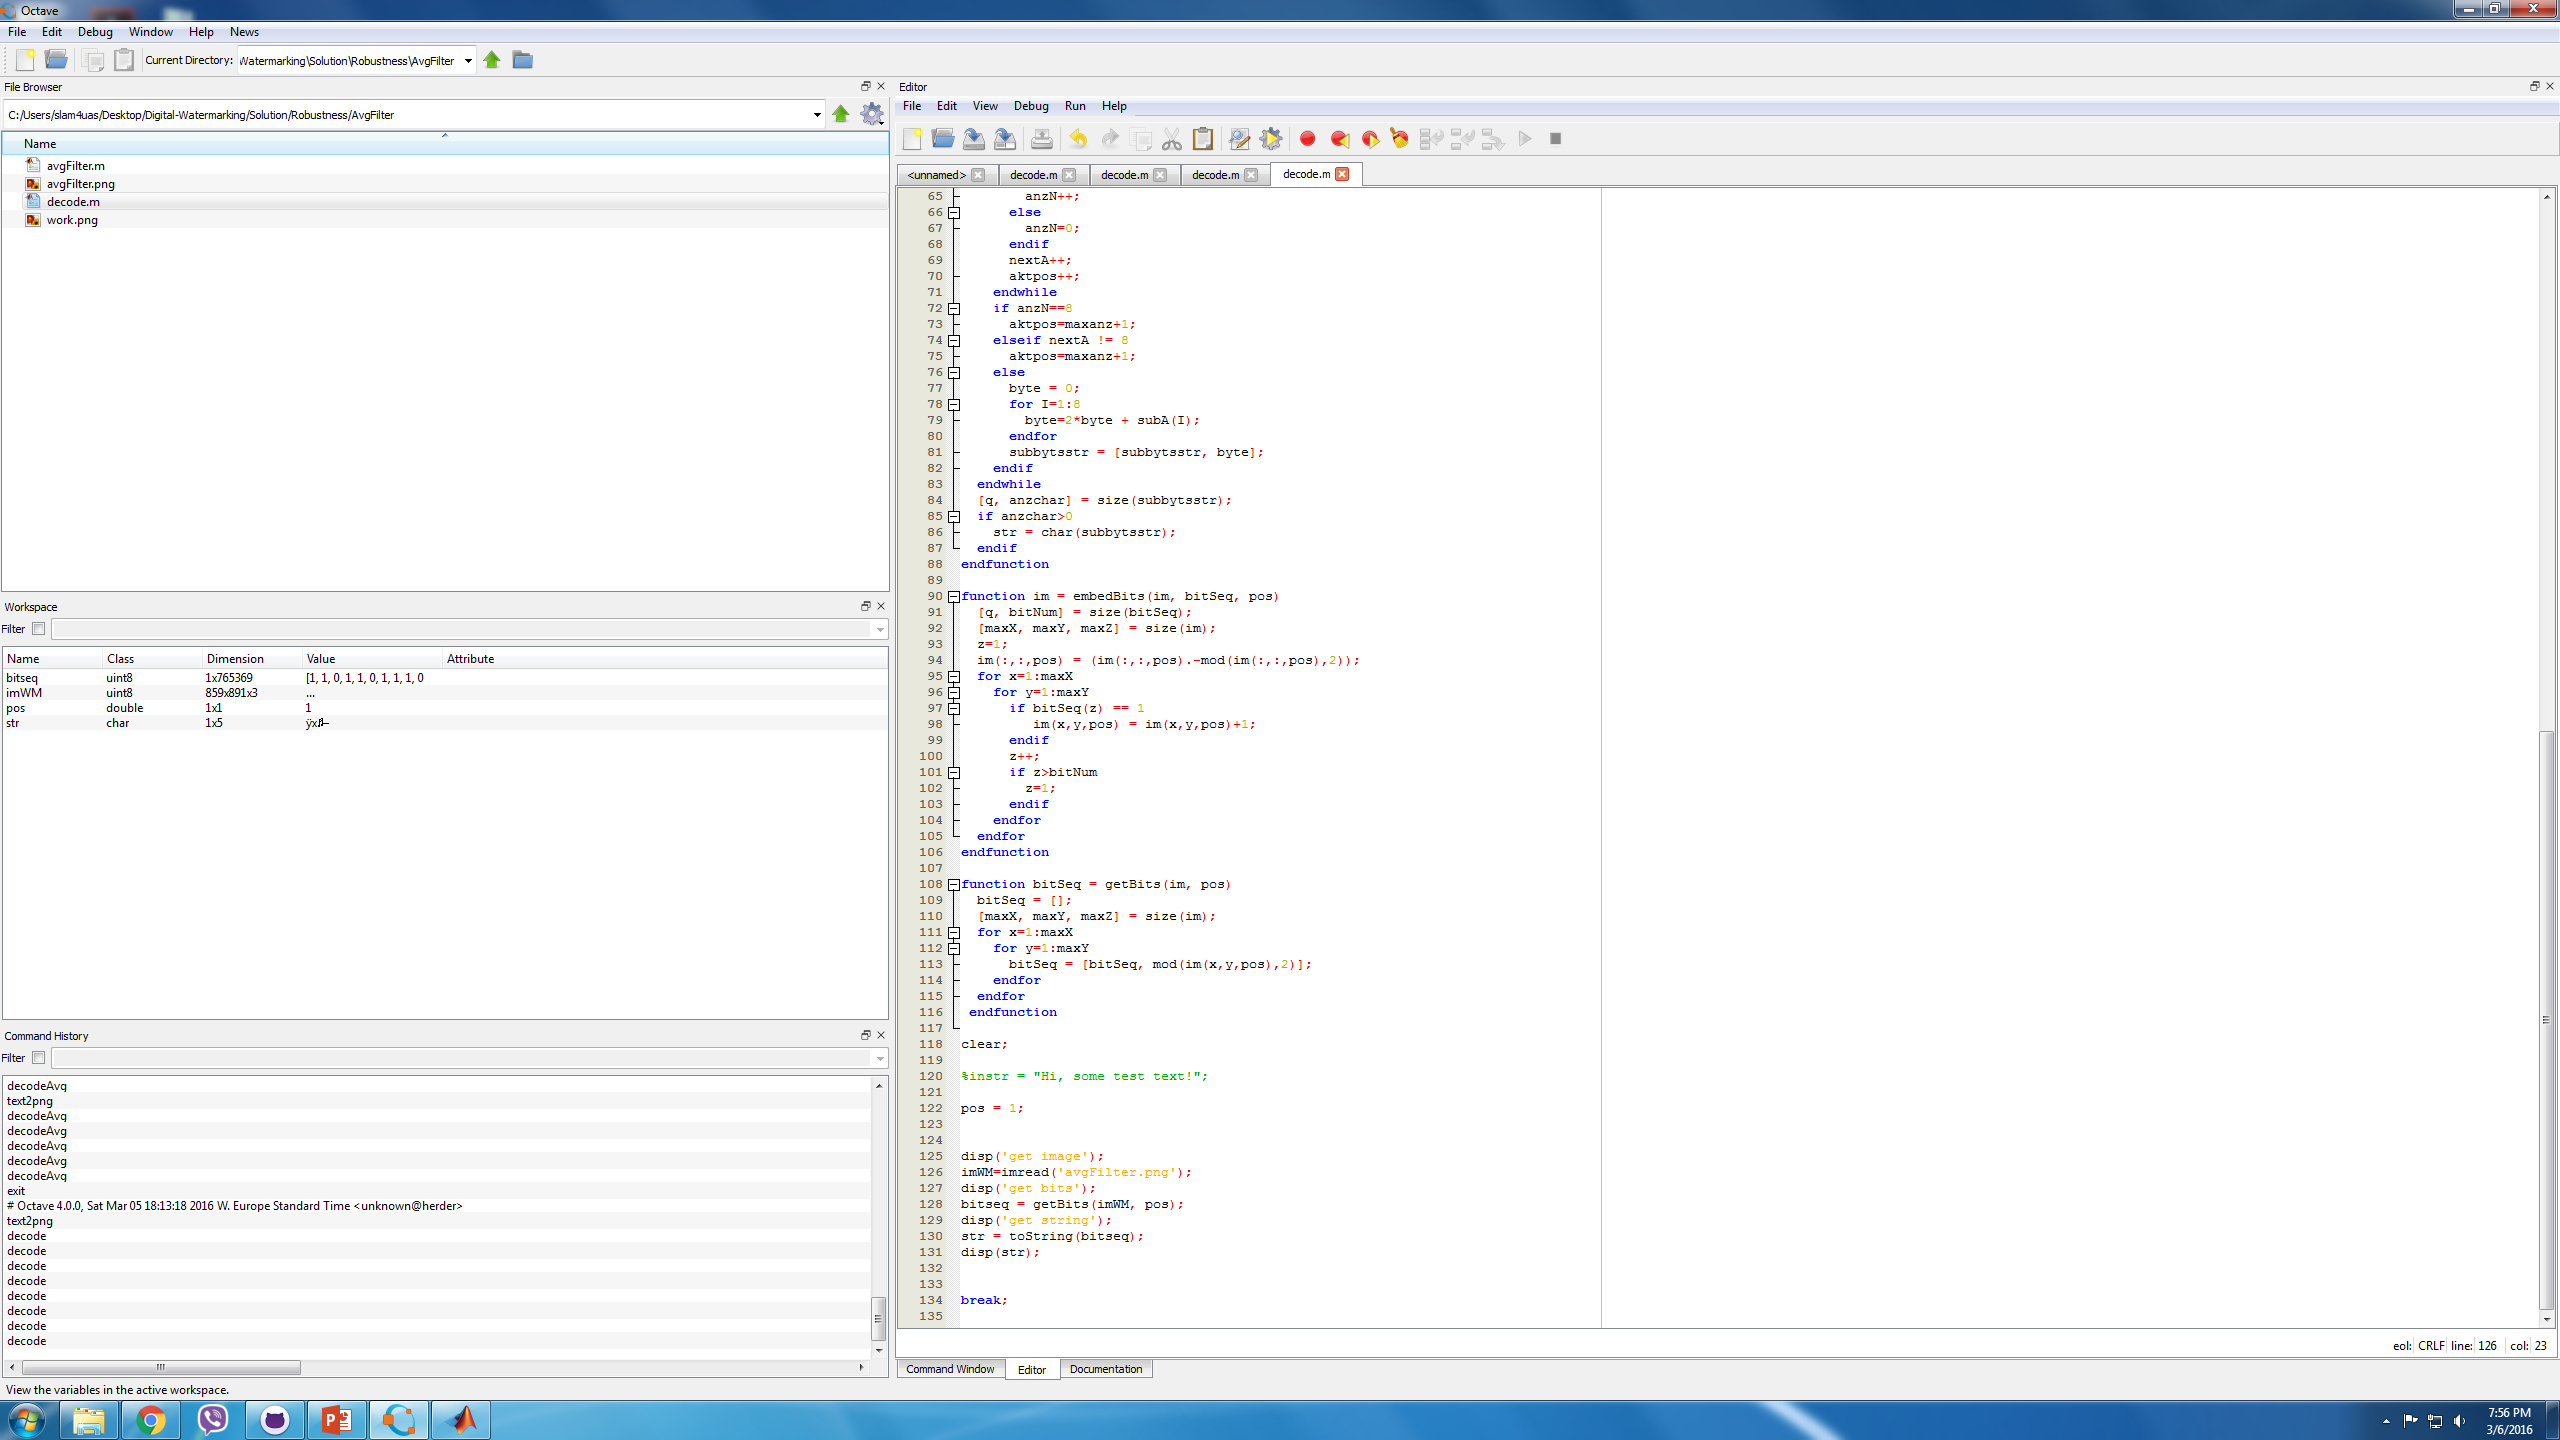 Octave
File Edit Debug Window Help News
Current Directory: Watermarking\Solution\Robustness\AvgFilter
File Browser
C:/Users/slam4uas/Desktop/Digital-Watermarking/Solution/Robustness/AvgFilter
Name
avgFilter.m
avgFilter.png
decode.m
work.png
Workspace
Filter
Name Class Dimension Value Attribute
bitseq uint8 1x765369 [1, 1, 0, 1, 1, 0, 1, 1, 1, 0
imWM uint8 859x891x3 ...
pos double 1x1 1
str char 1x5
Command History
Filter
decodeAvg
text2png
decodeAvg
decodeAvg
decodeAvg
decodeAvg
decodeAvg
exit
# Octave 4.0.0, Sat Mar 05 18:13:18 2016 W. Europe Standard Time <unknown@herder>
text2png
decode
decode
decode
decode
decode
decode
decode
decode
View the variables in the active workspace.
Editor
File Edit View Debug Run Help
<unnamed> decode.m decode.m decode.m decode.m
65 anzN++;
66 else
67 anzN=0;
68 endif
69 nextA++;
70 aktpos++;
71 endwhile
72 if anzN==8
73 aktpos=maxanz+1;
74 elseif nextA != 8
75 aktpos=maxanz+1;
76 else
77 byte = 0;
78 for I=1:8
79 byte=2*byte + subA(I);
80 endfor
81 subbytsstr = [subbytsstr, byte];
82 endif
83 endwhile
84 [q, anzchar] = size(subbytsstr);
85 if anzchar>0
86 str = char(subbytsstr);
87 endif
88 endfunction
89
90 function im = embedBits(im, bitSeq, pos)
91 [q, bitNum] = size(bitSeq);
92 [maxX, maxY, maxZ] = size(im);
93 z=1;
94 im(:,:,pos) = (im(:,:,pos).-mod(im(:,:,pos),2));
95 for x=1:maxX
96 for y=1:maxY
97 if bitSeq(z) == 1
98 im(x,y,pos) = im(x,y,pos)+1;
99 endif
100 z++;
101 if z>bitNum
102 z=1;
103 endif
104 endfor
105 endfor
106 endfunction
107
108 function bitSeq = getBits(im, pos)
109 bitSeq = [];
110 [maxX, maxY, maxZ] = size(im);
111 for x=1:maxX
112 for y=1:maxY
113 bitSeq = [bitSeq, mod(im(x,y,pos),2)];
114 endfor
115 endfor
116 endfunction
117
118 clear;
119
120 %instr = "Hi, some test text!";
121
122 pos = 1;
123
124
125 disp('get image');
126 imWM=imread('avgFilter.png');
127 disp('get bits');
128 bitseq = getBits(imWM, pos);
129 disp('get string');
130 str = toString(bitseq);
131 disp(str);
132
133
134 break;
135
eol: CRLF line: 126 col: 23
Command Window Editor Documentation
7:56 PM
3/6/2016